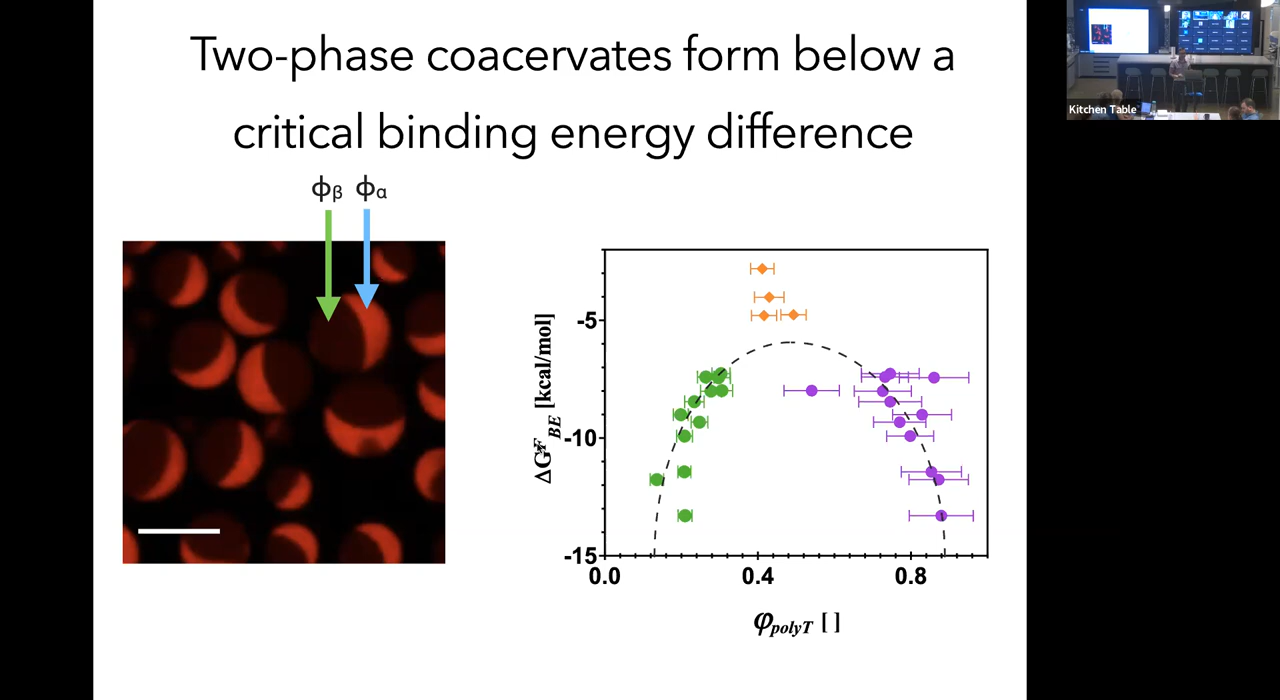 Two-phase coacervates form below a
critical binding energy difference
Kitchen Table
ϕβ ϕα
ΔG^F_BE [kcal/mol]
-5
-10
-15
0.0 0.4 0.8
φpolyT [ ]